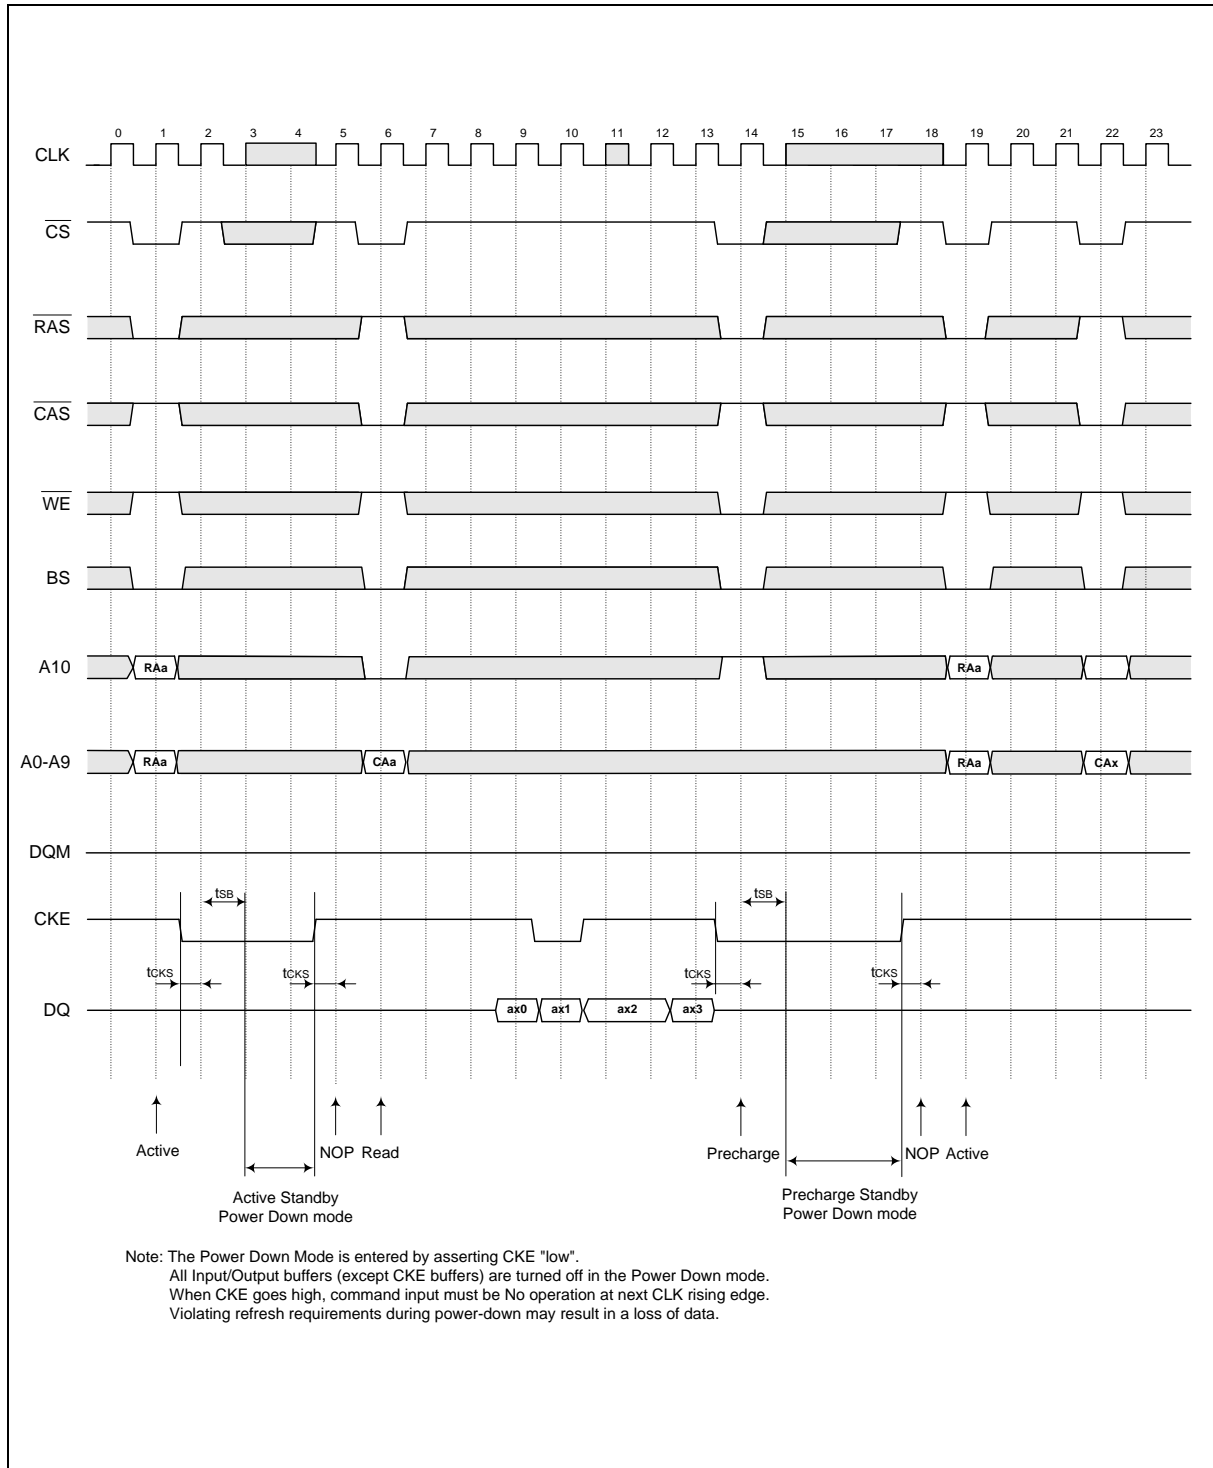 0 1 2 3 4 5 6 7 8 9 10 11 12 13 14 15 16 17 18 19 20 21 22 23
CLK
CS
RAS
CAS
WE
BS
A10 RAa RAa
A0-A9 RAa CAa RAa CAx
DQM
tSB tSB
CKE
tCKS tCKS tCKS tCKS
DQ ax0 ax1 ax2 ax3
Active NOP Read Precharge NOP Active
Active Standby
Power Down mode
Precharge Standby
Power Down mode
Note: The Power Down Mode is entered by asserting CKE "low".
All Input/Output buffers (except CKE buffers) are turned off in the Power Down mode.
When CKE goes high, command input must be No operation at next CLK rising edge.
Violating refresh requirements during power-down may result in a loss of data.